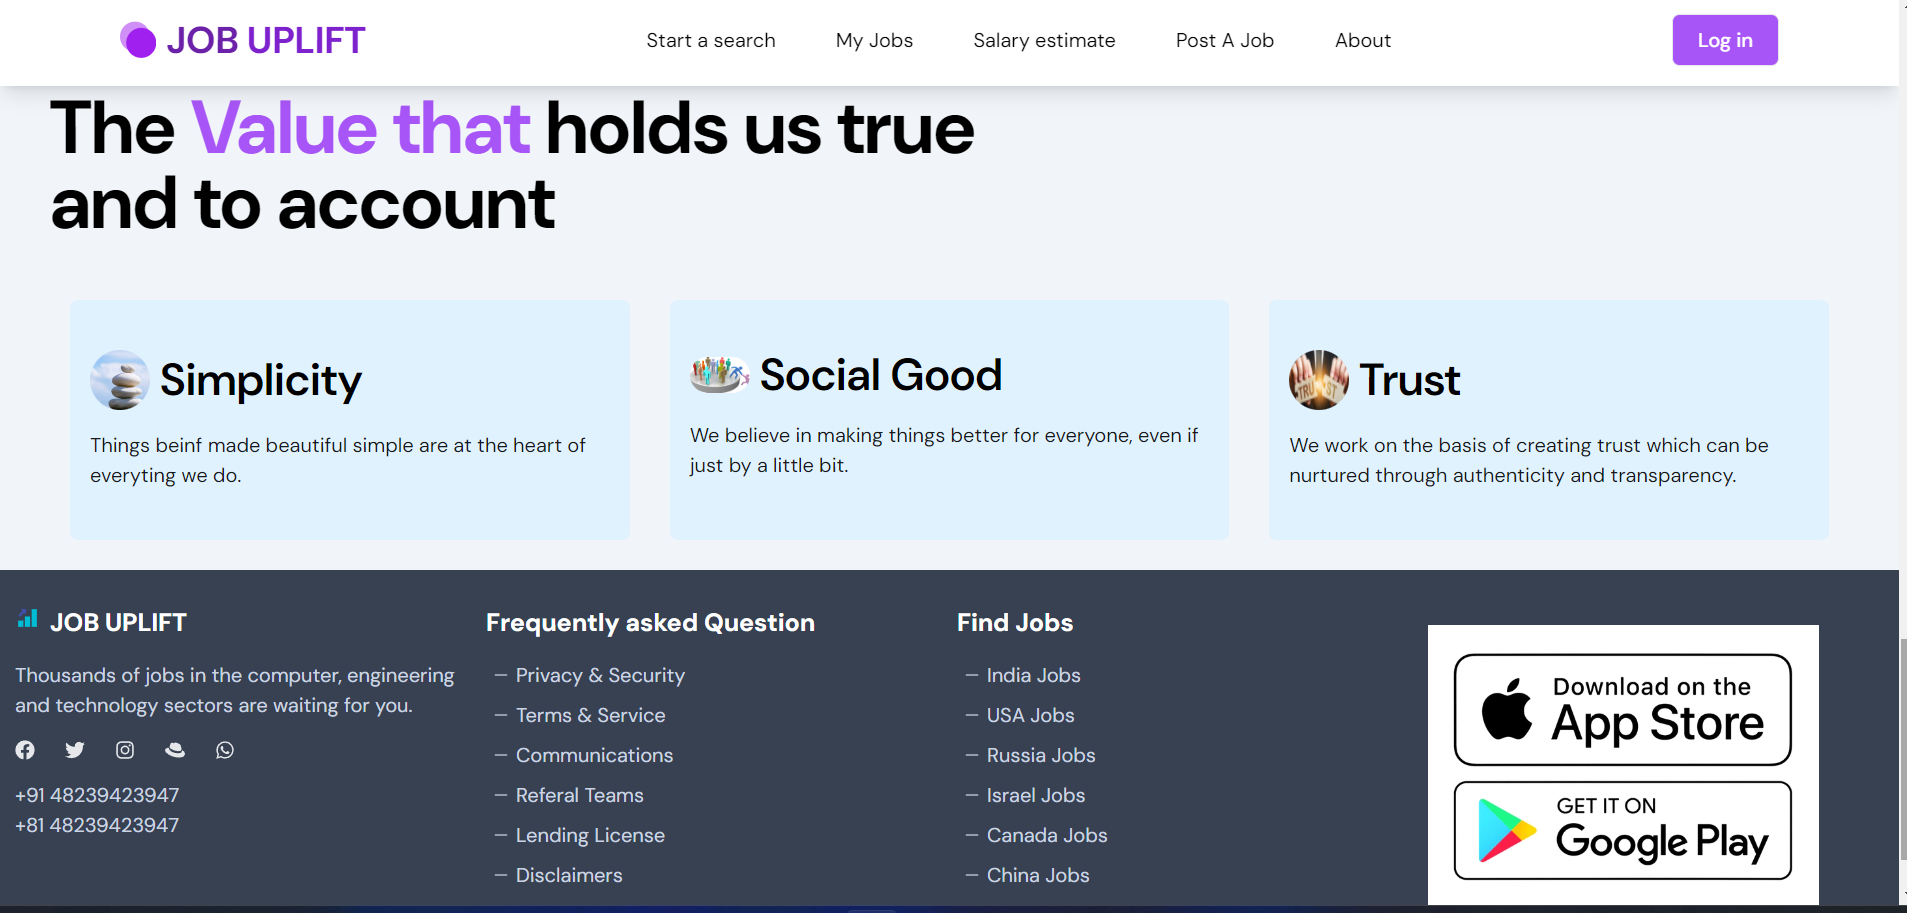 JOB UPLIFT
Start a search
My Jobs
Salary estimate
Post A Job
About
Log in
The Value that holds us true
and to account
Simplicity
Things beinf made beautiful simple are at the heart of
everyting we do.
Social Good
We believe in making things better for everyone, even if
just by a little bit.
TRUST
Trust
We work on the basis of creating trust which can be
nurtured through authenticity and transparency.
JOB UPLIFT
Thousands of jobs in the computer, engineering
and technology sectors are waiting for you.
+91 48239423947
+81 48239423947
Frequently asked Question
— Privacy & Security
— Terms & Service
— Communications
— Referal Teams
— Lending License
— Disclaimers
Find Jobs
— India Jobs
— USA Jobs
— Russia Jobs
— Israel Jobs
— Canada Jobs
— China Jobs
Download on the
App Store
GET IT ON
Google Play